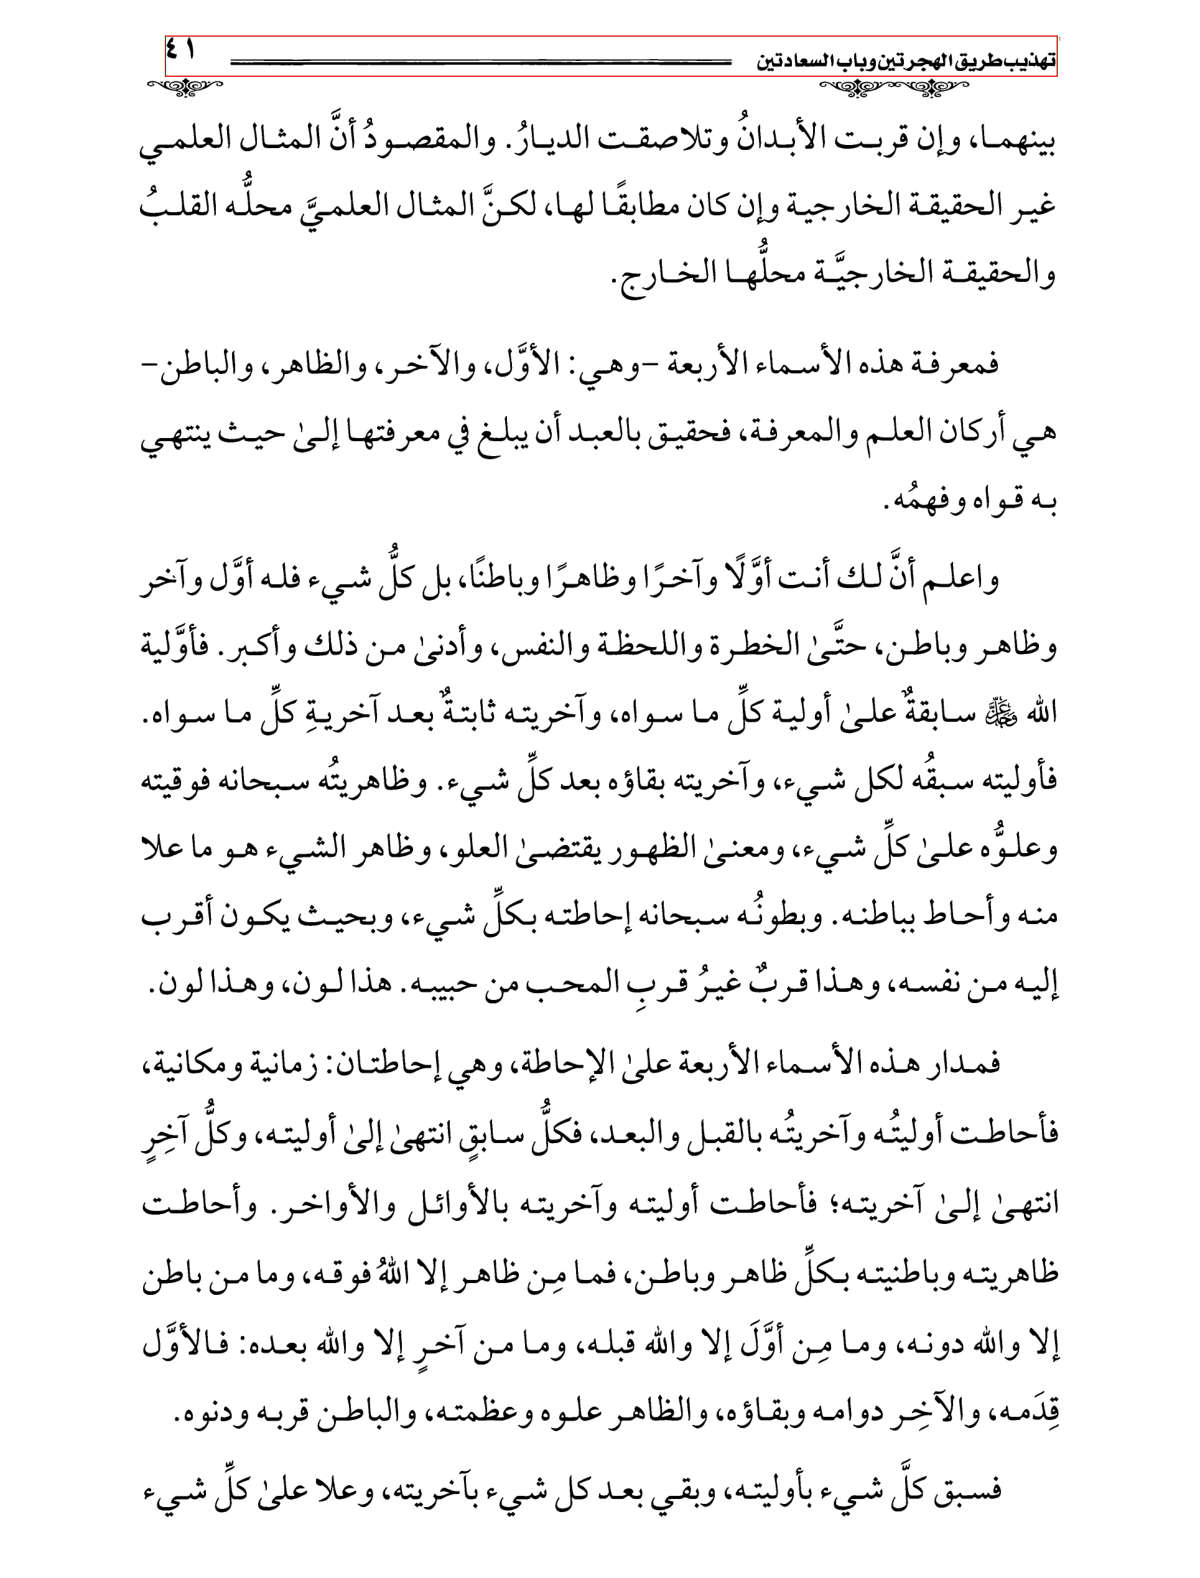 تهذيب طريق الهجرتين وباب السعادتين ٤١
بينهما، وإن قربت الأبدانُ وتلاصقت الديارُ. والمقصودُ أنَّ المثال العلمي
غير الحقيقة الخارجية وإن كان مطابقًا لها، لكنَّ المثال العلميَّ محلُّه القلبُ
والحقيقة الخارجيَّة محلُّها الخارج.
فمعرفة هذه الأسماء الأربعة –وهي: الأوَّل، والآخر، والظاهر، والباطن–
هي أركان العلم والمعرفة، فحقيق بالعبد أن يبلغ في معرفتها إلىٰ حيث ينتهي
به قواه وفهمُه.
واعلم أنَّ لك أنت أوَّلًا وآخرًا وظاهرًا وباطنًا، بل كلُّ شيء فله أوَّل وآخر
وظاهر وباطن، حتَّىٰ الخطرة واللحظة والنفس، وأدنىٰ من ذلك وأكبر. فأوَّلية
الله عز وجل سابقةٌ علىٰ أولية كلِّ ما سواه، وآخريته ثابتةٌ بعد آخريةِ كلِّ ما سواه.
فأوليته سبقُه لكل شيء، وآخريته بقاؤه بعد كلِّ شيء. وظاهريتُه سبحانه فوقيته
وعلوُّه علىٰ كلِّ شيء، ومعنىٰ الظهور يقتضىٰ العلو، وظاهر الشيء هو ما علا
منه وأحاط بباطنه. وبطونُه سبحانه إحاطته بكلِّ شيء، وبحيث يكون أقرب
إليه من نفسه، وهذا قربٌ غيرُ قربِ المحب من حبيبه. هذا لون، وهذا لون.
فمدار هذه الأسماء الأربعة علىٰ الإحاطة، وهي إحاطتان: زمانية ومكانية،
فأحاطت أوليتُه وآخريتُه بالقبل والبعد، فكلُّ سابقٍ انتهىٰ إلىٰ أوليته، وكلُّ آخِرٍ
انتهىٰ إلىٰ آخريته؛ فأحاطت أوليته وآخريته بالأوائل والأواخر. وأحاطت
ظاهريته وباطنيته بكلِّ ظاهر وباطن، فما مِن ظاهر إلا اللهُ فوقه، وما من باطن
إلا والله دونه، وما مِن أوَّلَ إلا والله قبله، وما من آخرٍ إلا والله بعده: فالأوَّل
قِدَمه، والآخِر دوامه وبقاؤه، والظاهر علوه وعظمته، والباطن قربه ودنوه.
فسبق كلَّ شيء بأوليته، وبقي بعد كل شيء بآخريته، وعلا علىٰ كلِّ شيء